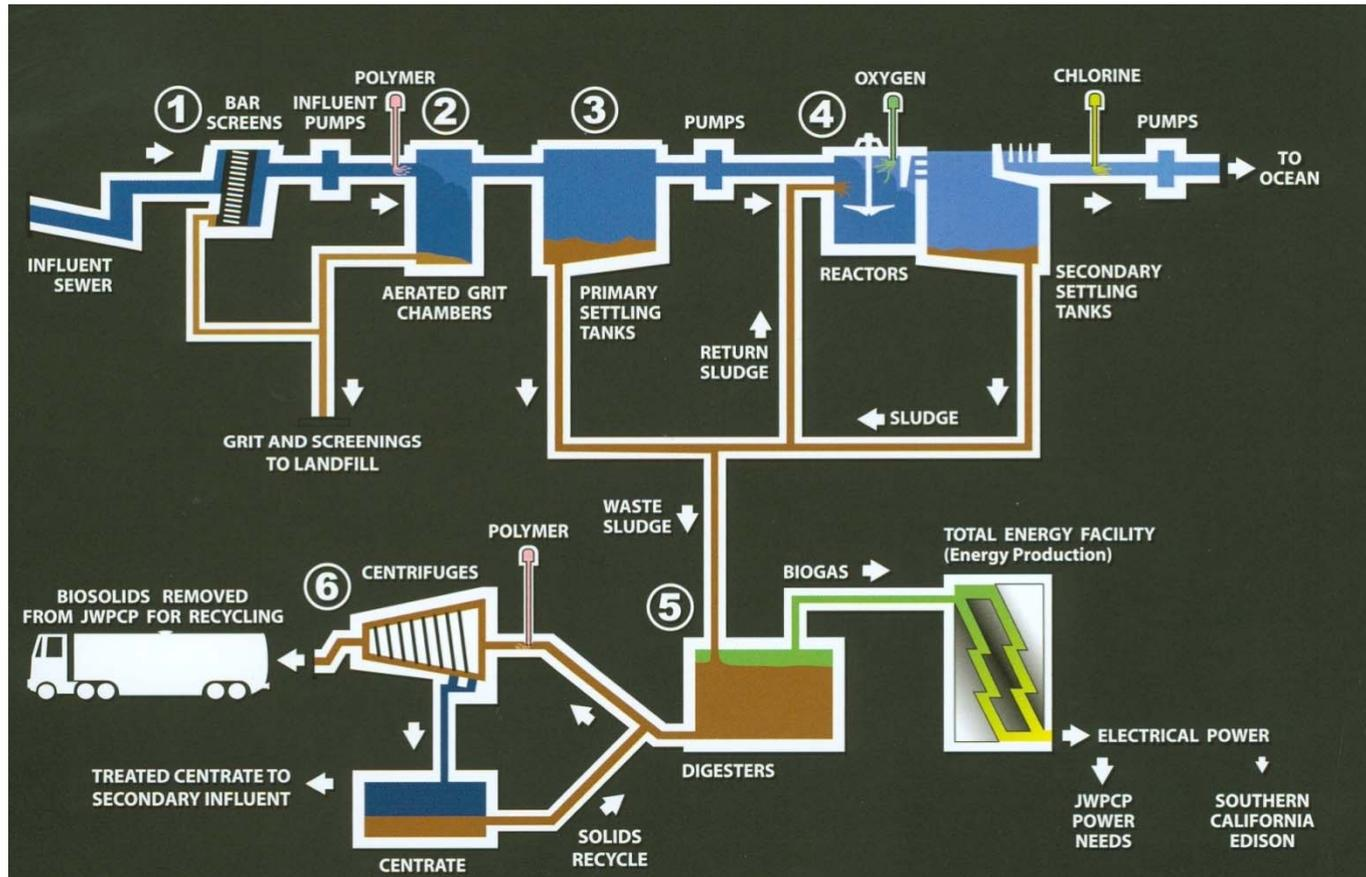 1
BAR
SCREENS
INFLUENT
PUMPS
POLYMER
2
3
PUMPS
4
OXYGEN
CHLORINE
PUMPS
TO
OCEAN
INFLUENT
SEWER
AERATED GRIT
CHAMBERS
PRIMARY
SETTLING
TANKS
REACTORS
SECONDARY
SETTLING
TANKS
RETURN
SLUDGE
SLUDGE
GRIT AND SCREENINGS
TO LANDFILL
WASTE
SLUDGE
POLYMER
TOTAL ENERGY FACILITY
(Energy Production)
BIOGAS
6
CENTRIFUGES
5
BIOSOLIDS REMOVED
FROM JWPCP FOR RECYCLING
DIGESTERS
ELECTRICAL POWER
TREATED CENTRATE TO
SECONDARY INFLUENT
JWPCP
POWER
NEEDS
SOUTHERN
CALIFORNIA
EDISON
SOLIDS
RECYCLE
CENTRATE